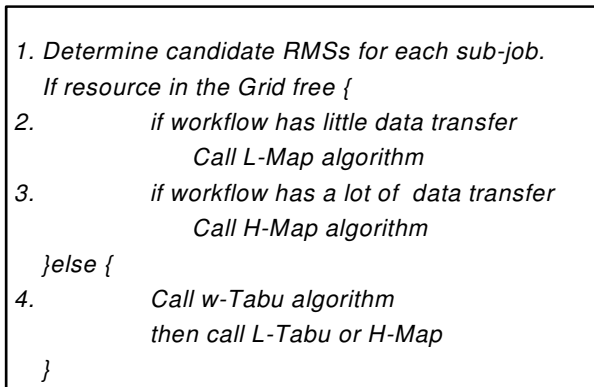 1. Determine candidate RMSs for each sub-job.
If resource in the Grid free {
2. if workflow has little data transfer
Call L-Map algorithm
3. if workflow has a lot of data transfer
Call H-Map algorithm
}else {
4. Call w-Tabu algorithm
then call L-Tabu or H-Map
}